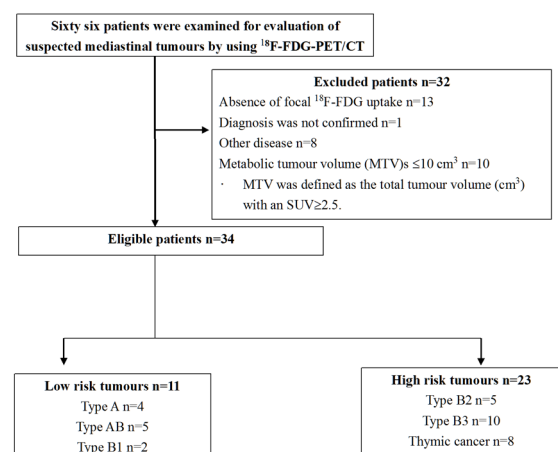 Sixty six patients were examined for evaluation of
suspected mediastinal tumours by using ¹⁸F-FDG-PET/CT
Excluded patients n=32
Absence of focal ¹⁸F-FDG uptake n=13
Diagnosis was not confirmed n=1
Other disease n=8
Metabolic tumour volume (MTV)s ≤10 cm³ n=10
· MTV was defined as the total tumour volume (cm³)
with an SUV≥2.5.
Eligible patients n=34
Low risk tumours n=11
Type A n=4
Type AB n=5
Type B1 n=2
High risk tumours n=23
Type B2 n=5
Type B3 n=10
Thymic cancer n=8